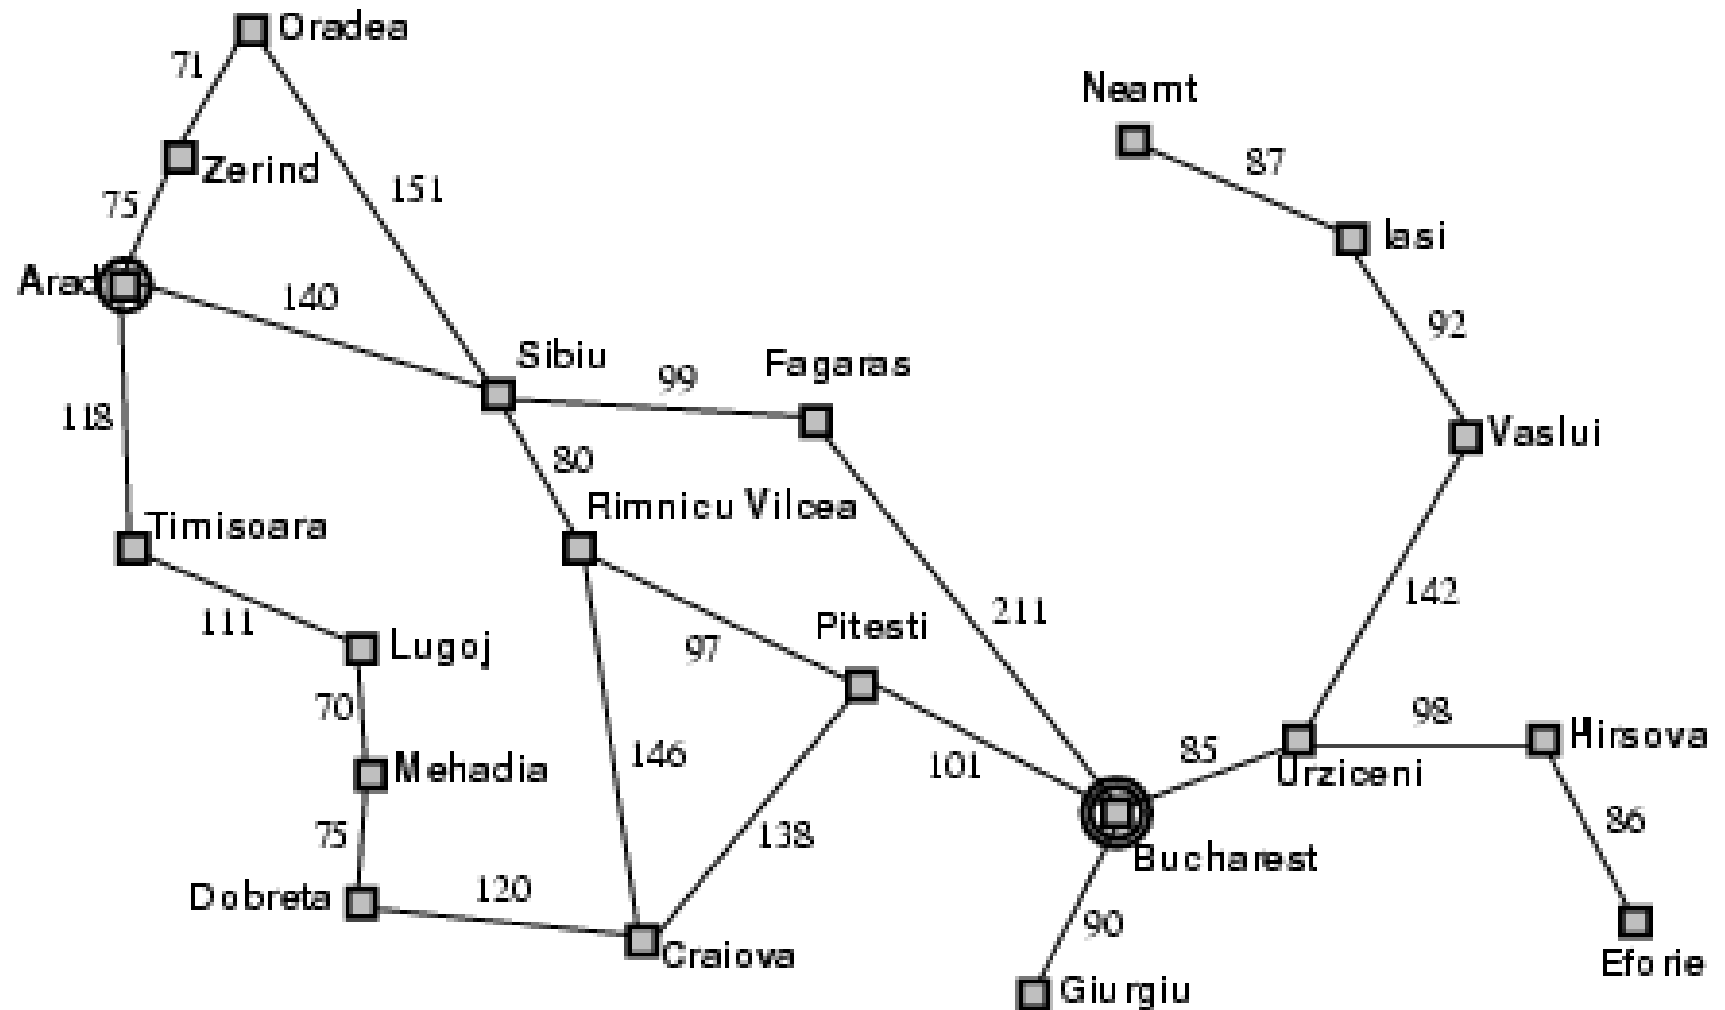 Oradea
71
Neamt
87
Zerind
151
75
Iasi
Arad
140
92
Sibiu
Fagaras
99
118
Vaslui
80
Rimnicu Vilcea
Timisoara
142
211
111
Pitesti
Lugoj
97
70
98
Hirsova
146
101
85
Urziceni
Mehadia
75
138
86
Bucharest
Dobreta
120
90
Craiova
Eforie
Giurgiu